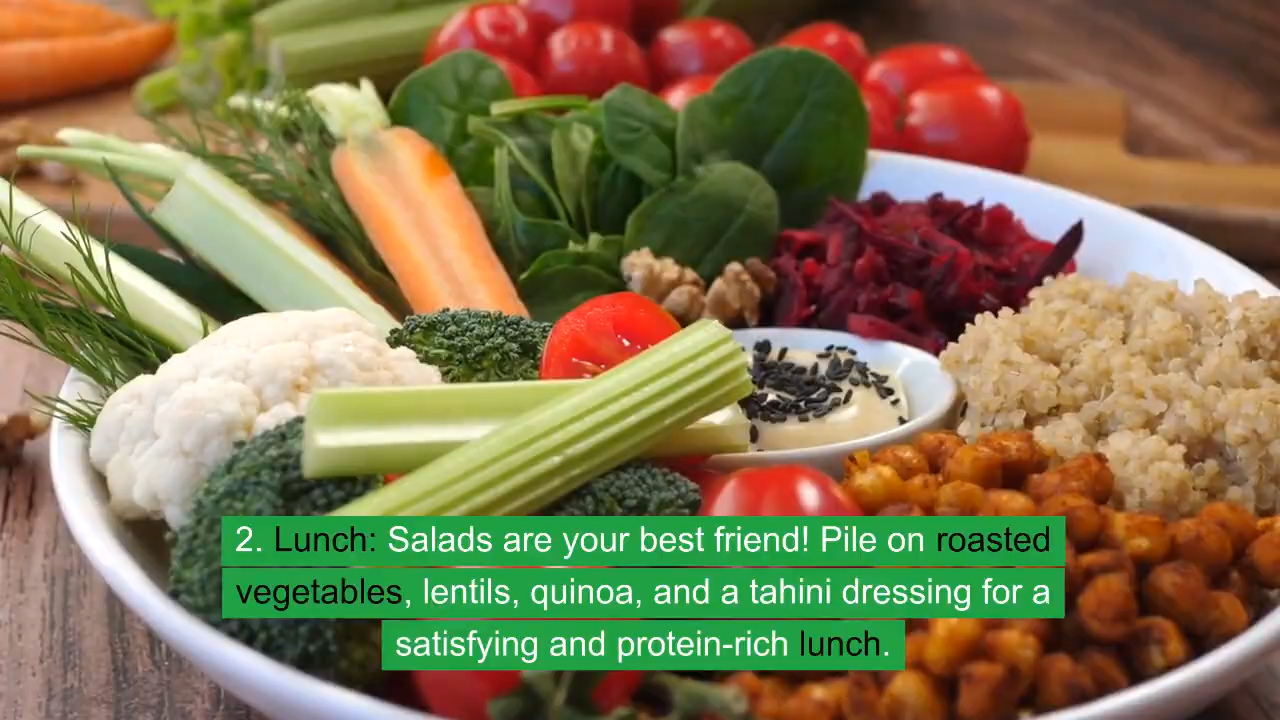 2. Lunch: Salads are your best friend! Pile on roasted
vegetables, lentils, quinoa, and a tahini dressing for a
satisfying and protein-rich lunch.